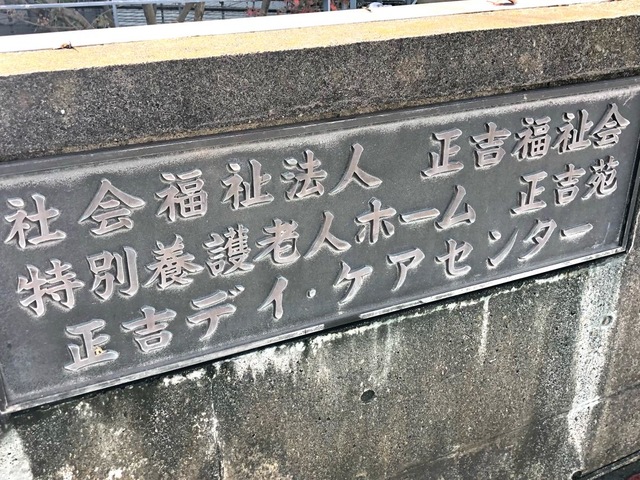 社会福祉法人 正吉福祉会
特別養護老人ホーム 正吉苑
正吉デイ・ケアセンター